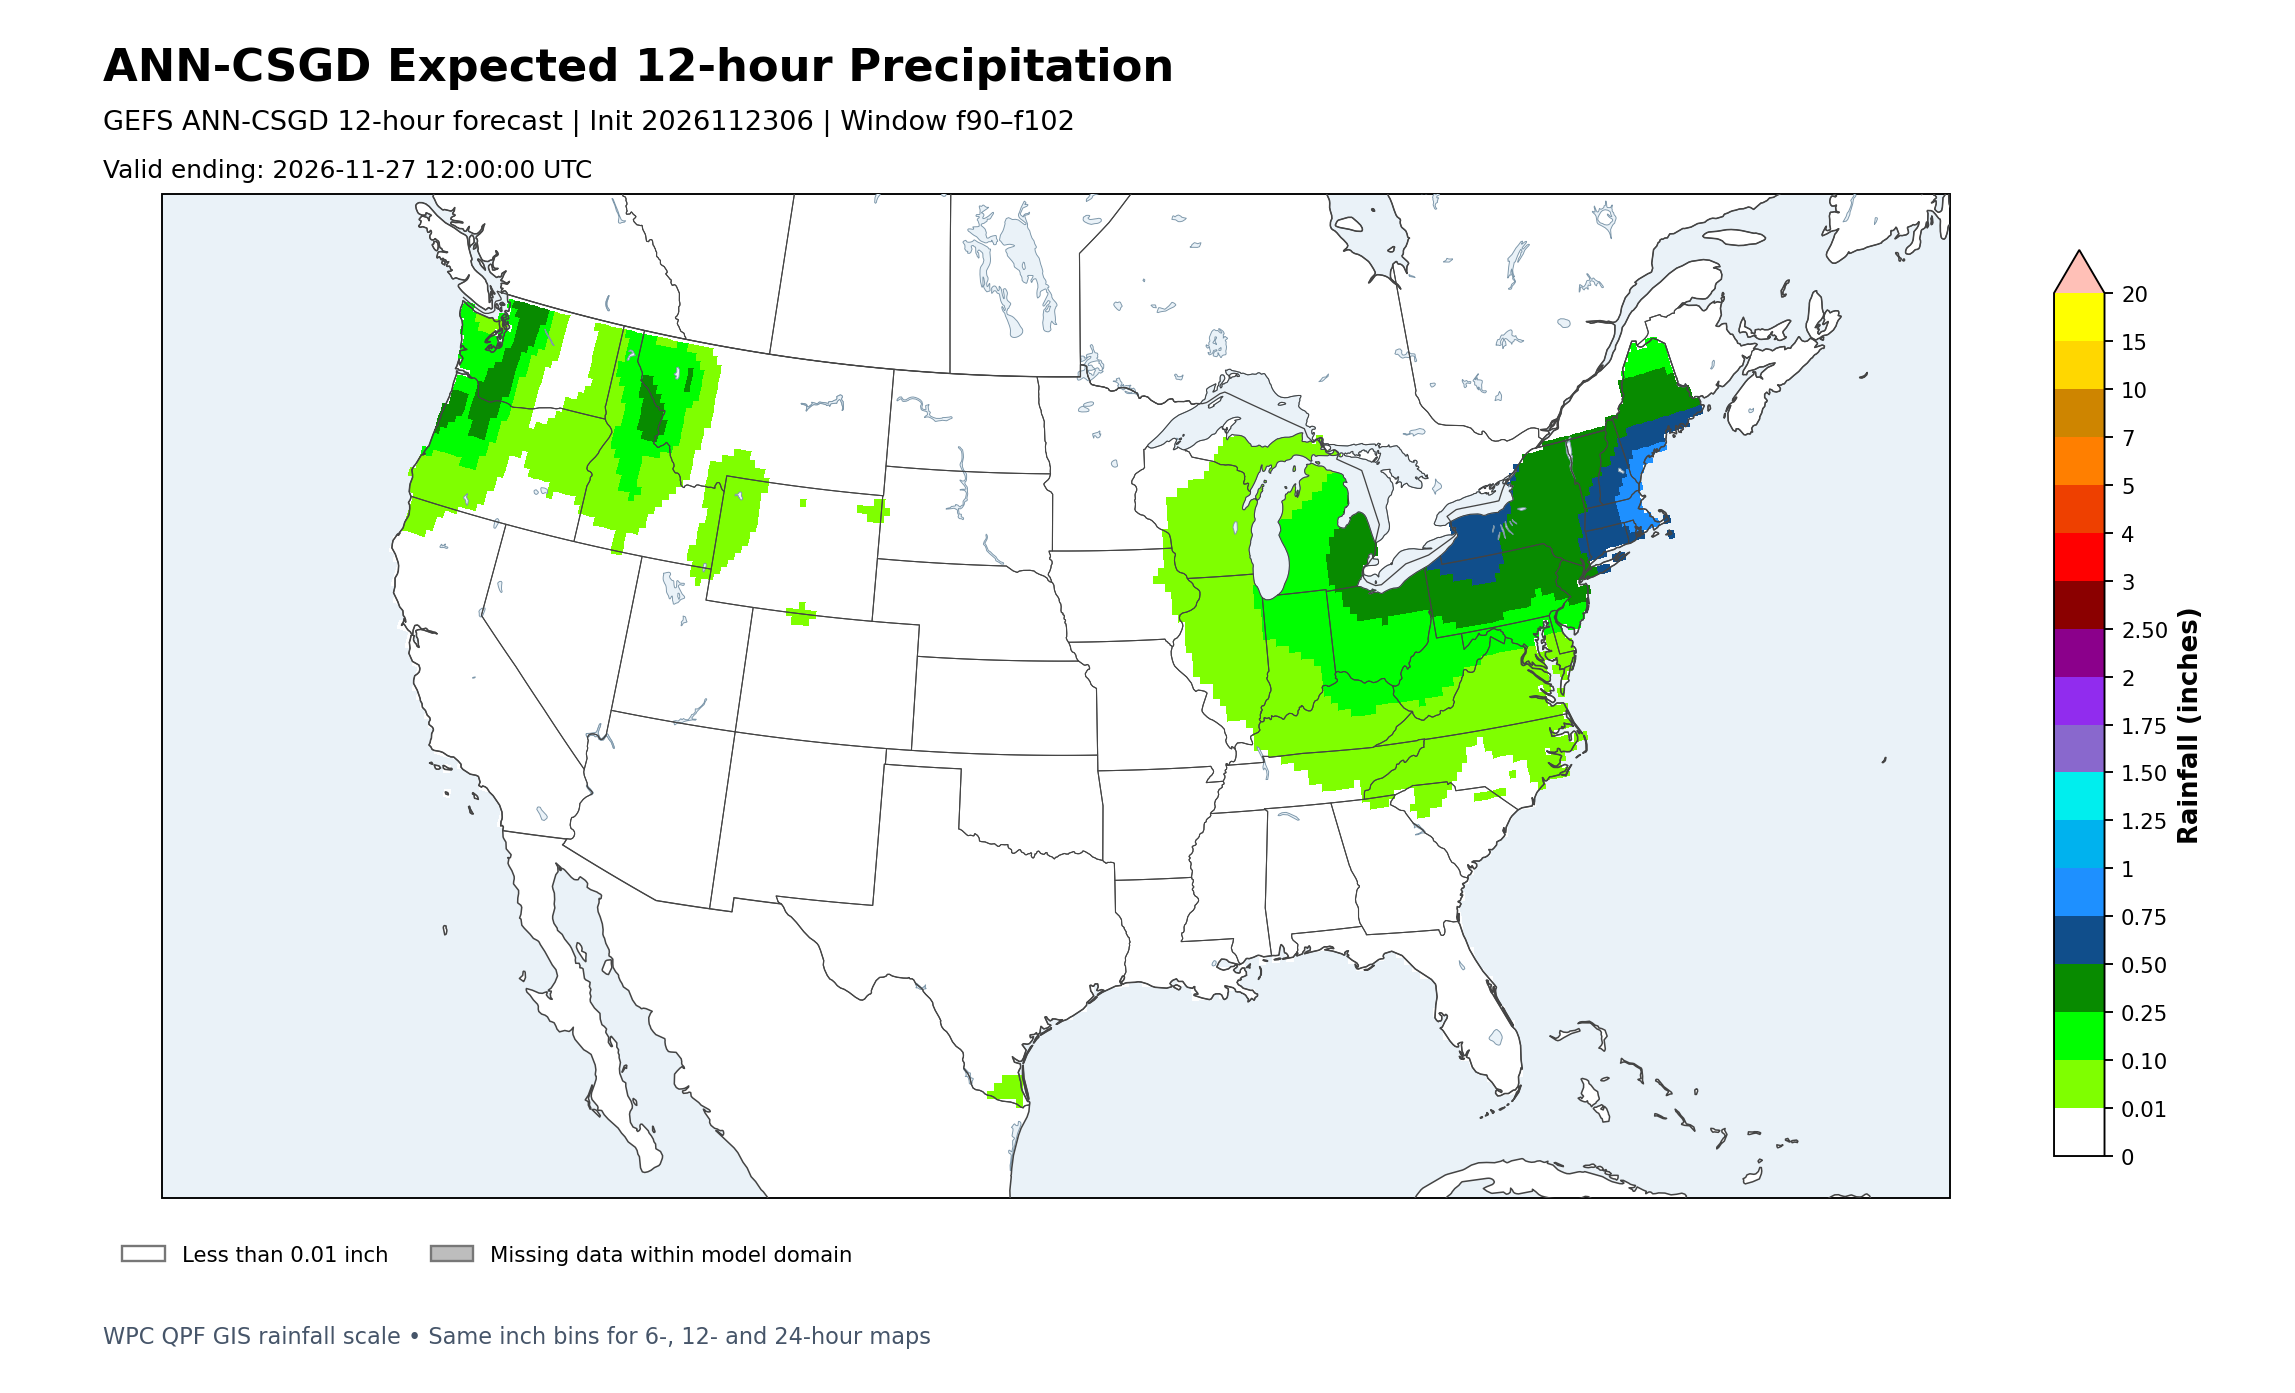 ANN-CSGD Expected 12-hour Precipitation
GEFS ANN-CSGD 12-hour forecast | Init 2026112306 | Window f90–f102
Valid ending: 2026-11-27 12:00:00 UTC
20
15
10
7
5
4
3
2.50
2
1.75
1.50
1.25
1
0.75
0.50
0.25
0.10
0.01
0
Rainfall (inches)
Less than 0.01 inch
Missing data within model domain
WPC QPF GIS rainfall scale • Same inch bins for 6-, 12- and 24-hour maps